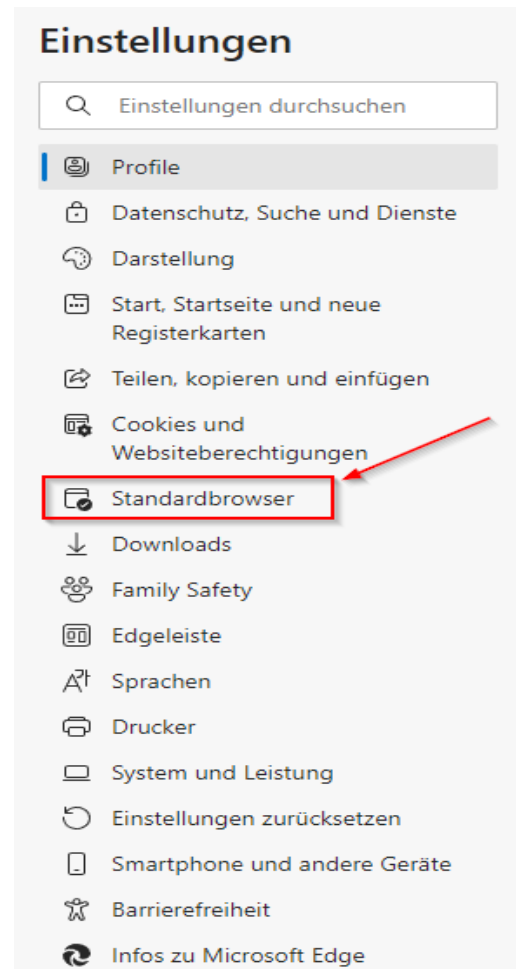 Einstellungen
Einstellungen durchsuchen
Profile
Datenschutz, Suche und Dienste
Darstellung
Start, Startseite und neue
Registerkarten
Teilen, kopieren und einfügen
Cookies und
Websiteberechtigungen
Standardbrowser
Downloads
Family Safety
Edgeleiste
Sprachen
Drucker
System und Leistung
Einstellungen zurücksetzen
Smartphone und andere Geräte
Barrierefreiheit
Infos zu Microsoft Edge